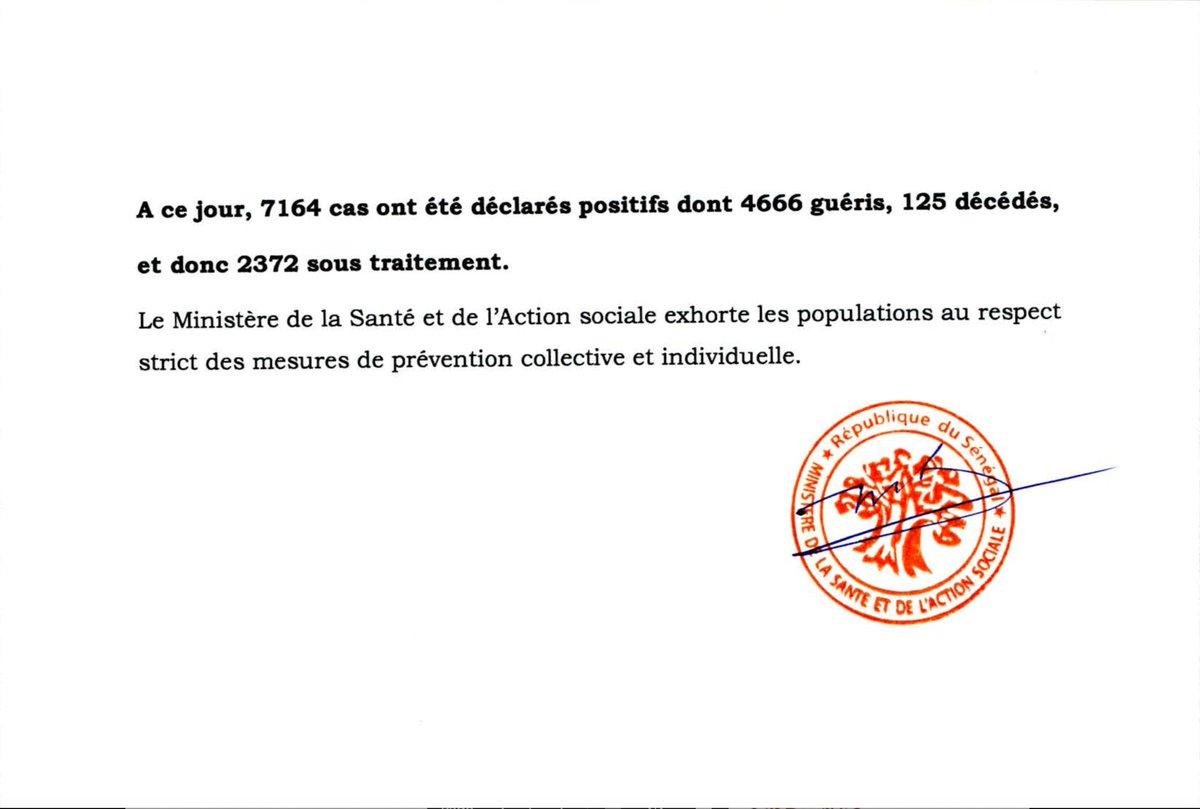 A ce jour, 7164 cas ont été déclarés positifs dont 4666 guéris, 125 décédés,
et donc 2372 sous traitement.
Le Ministère de la Santé et de l'Action sociale exhorte les populations au respect
strict des mesures de prévention collective et individuelle.
★ République du Sénégal ★
MINISTÈRE DE LA SANTÉ ET DE L'ACTION SOCIALE